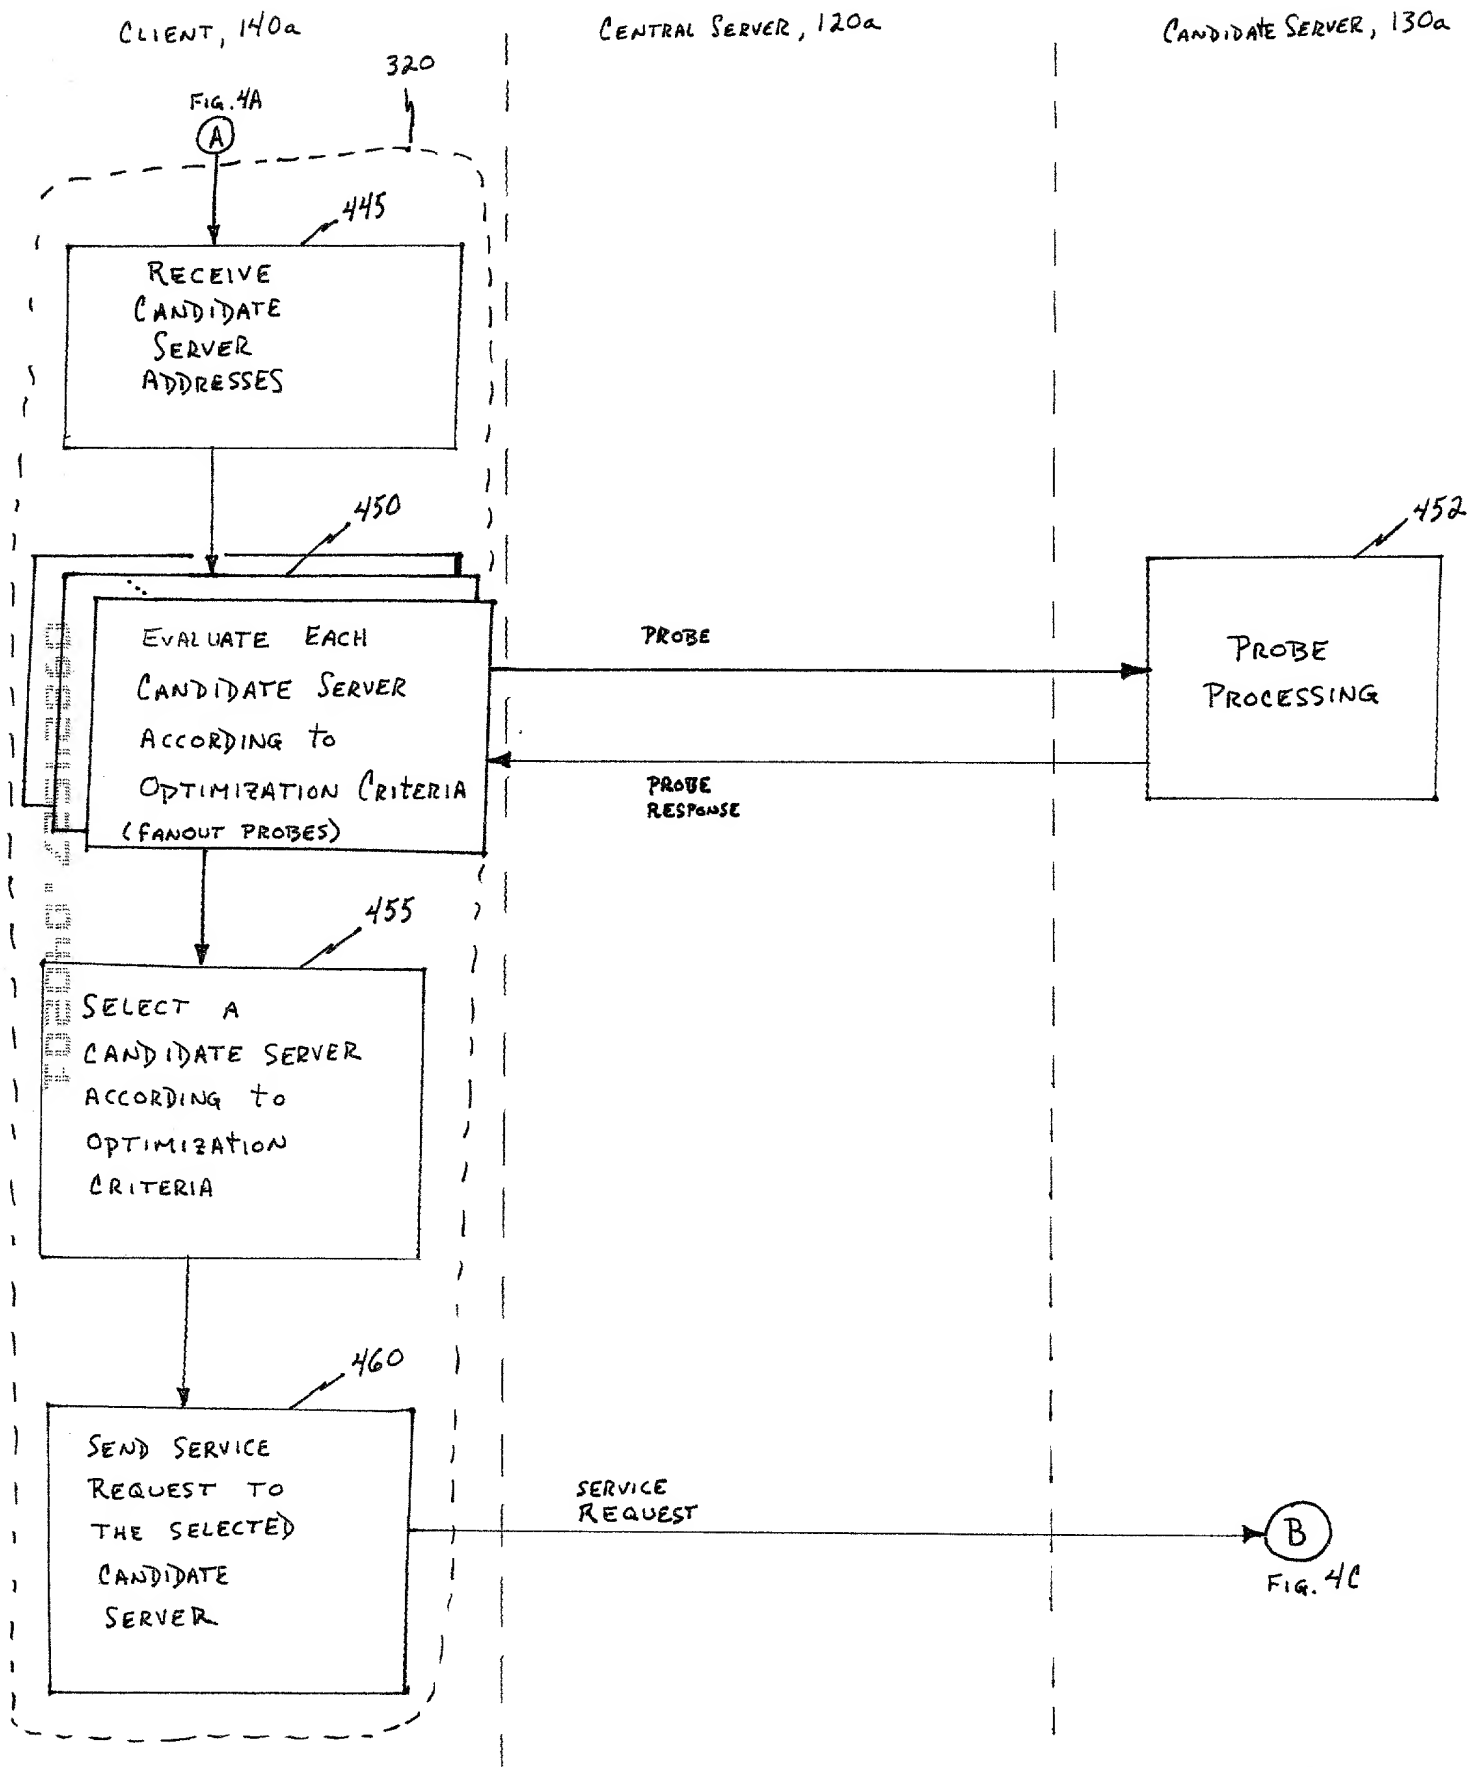 CLIENT, 140a
CENTRAL SERVER, 120a
CANDIDATE SERVER, 130a
320
FIG. 4A
A
445
RECEIVE
CANDIDATE
SERVER
ADDRESSES
450
452
EVALUATE EACH
CANDIDATE SERVER
ACCORDING to
OPTIMIZATION CRITERIA
(FANOUT PROBES)
PROBE
PROBE
PROCESSING
PROBE
RESPONSE
455
SELECT A
CANDIDATE SERVER
ACCORDING to
OPTIMIZATION
CRITERIA
460
SEND SERVICE
REQUEST TO
THE SELECTED
CANDIDATE
SERVER
SERVICE
REQUEST
B
FIG. 4C